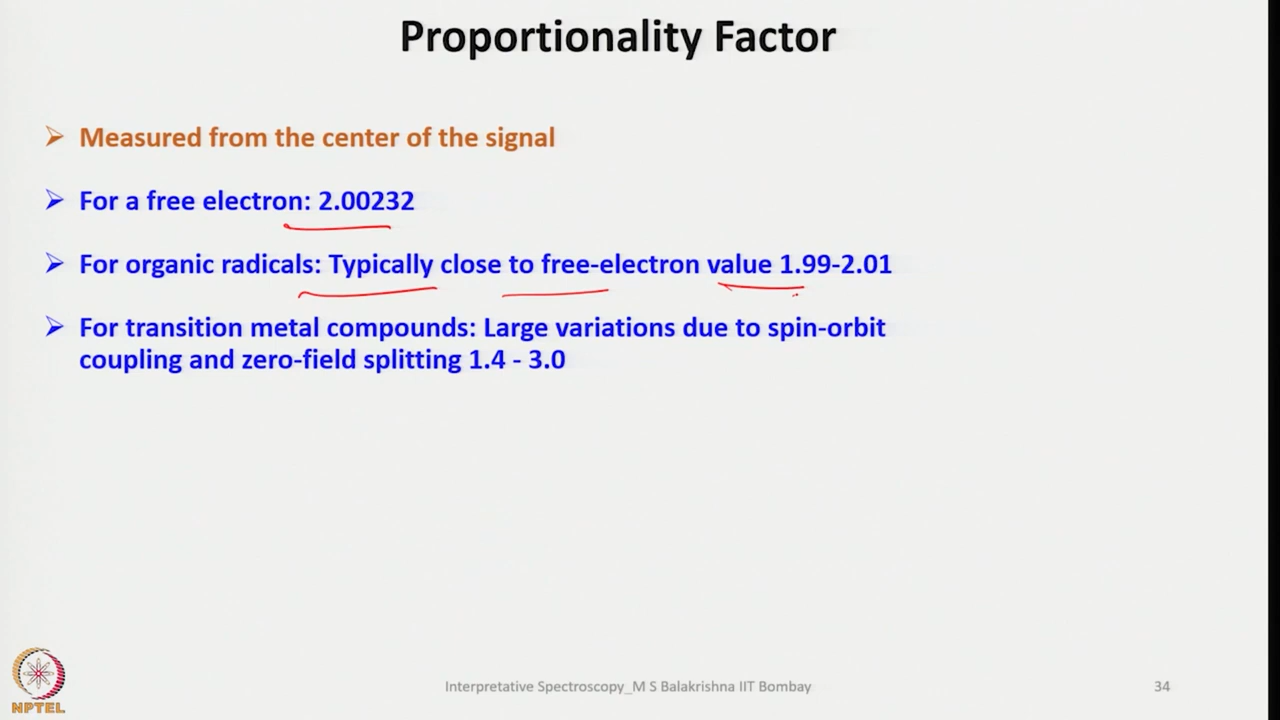 Proportionality Factor
➢ Measured from the center of the signal
➢ For a free electron: 2.00232
➢ For organic radicals: Typically close to free-electron value 1.99-2.01
➢ For transition metal compounds: Large variations due to spin-orbit
coupling and zero-field splitting 1.4 - 3.0
NPTEL
Interpretative Spectroscopy_M S Balakrishna IIT Bombay
34